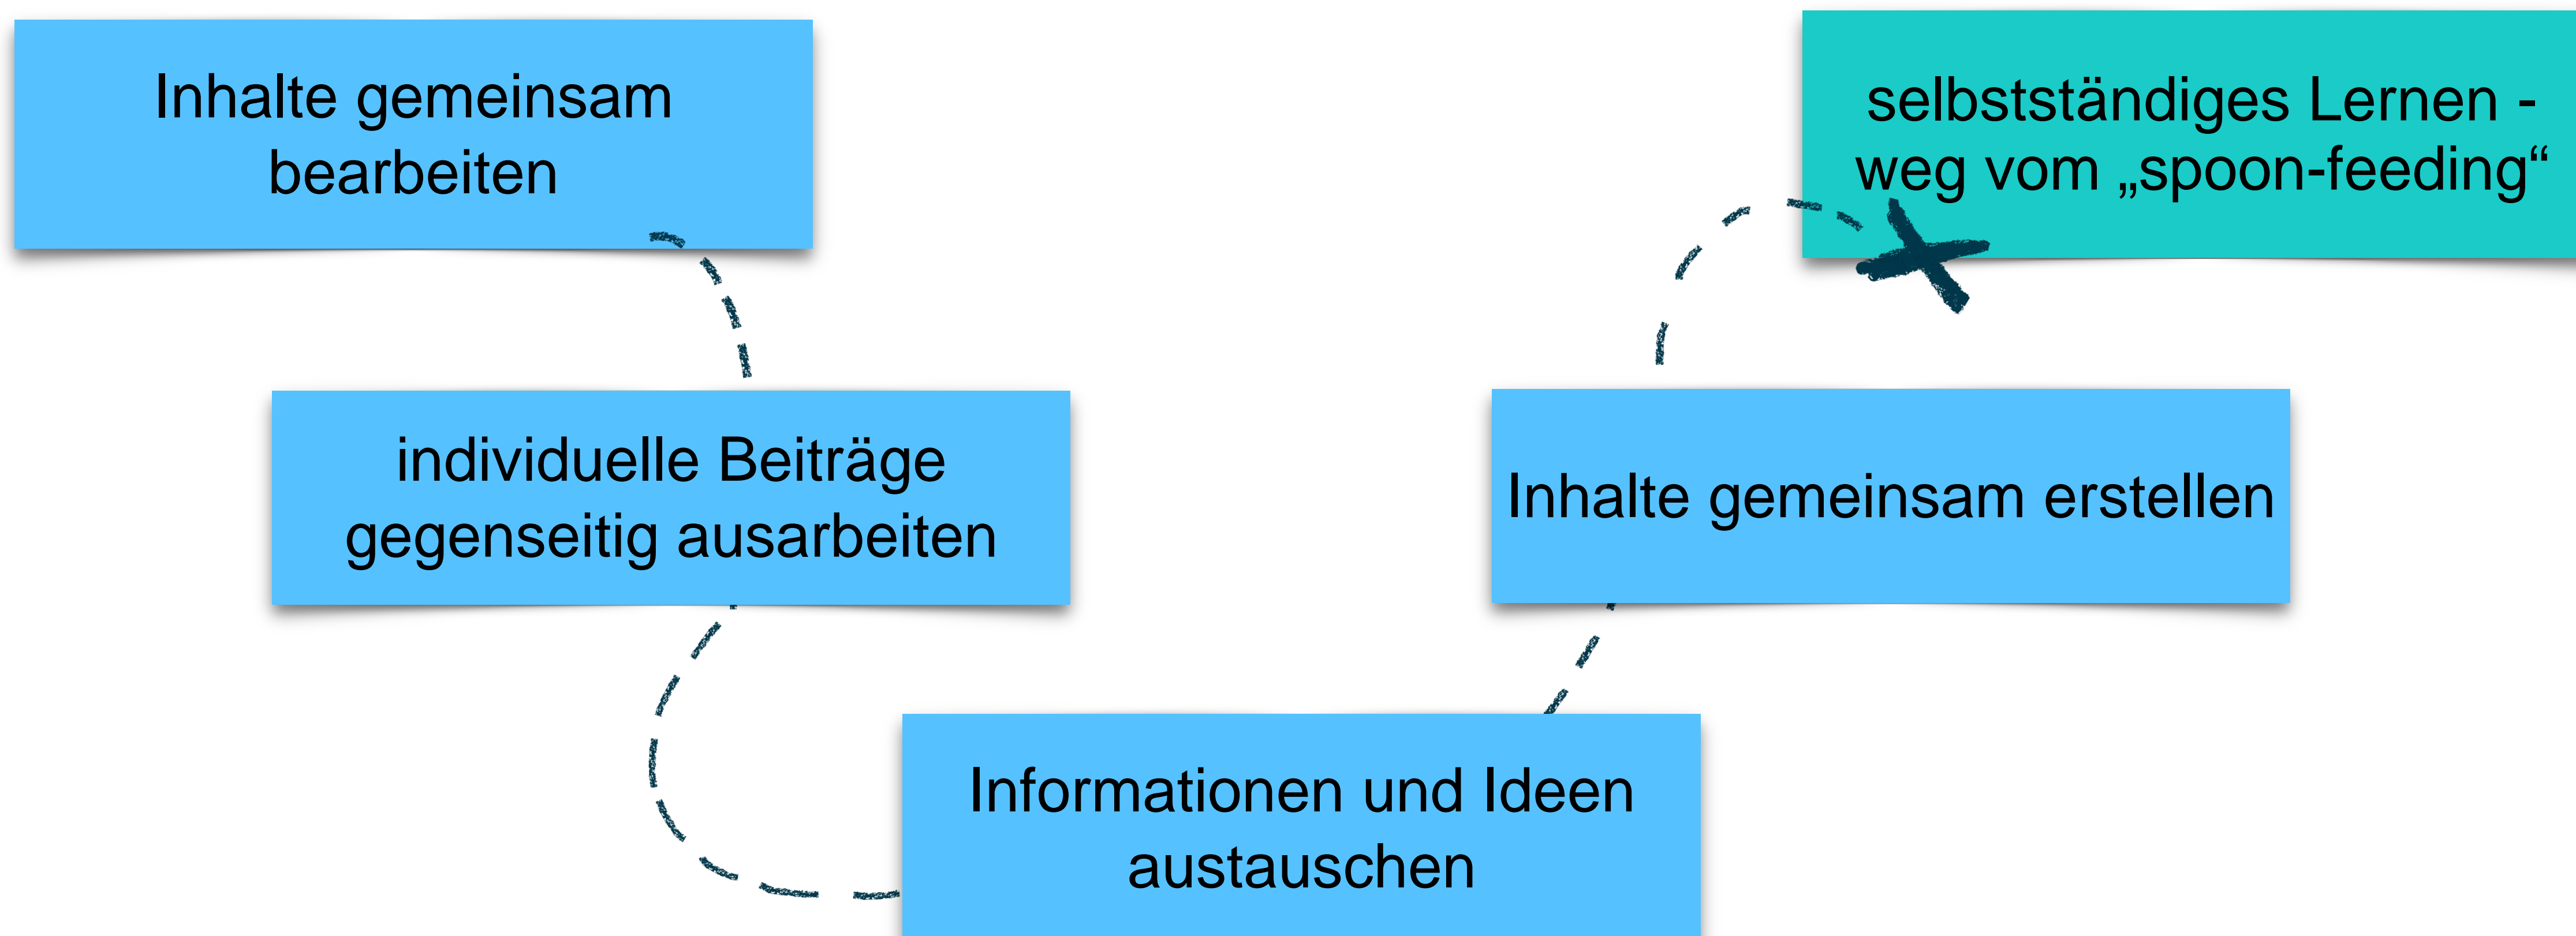 Inhalte gemeinsam
bearbeiten
individuelle Beiträge
gegenseitig ausarbeiten
Informationen und Ideen
austauschen
Inhalte gemeinsam erstellen
selbstständiges Lernen -
weg vom „spoon-feeding“